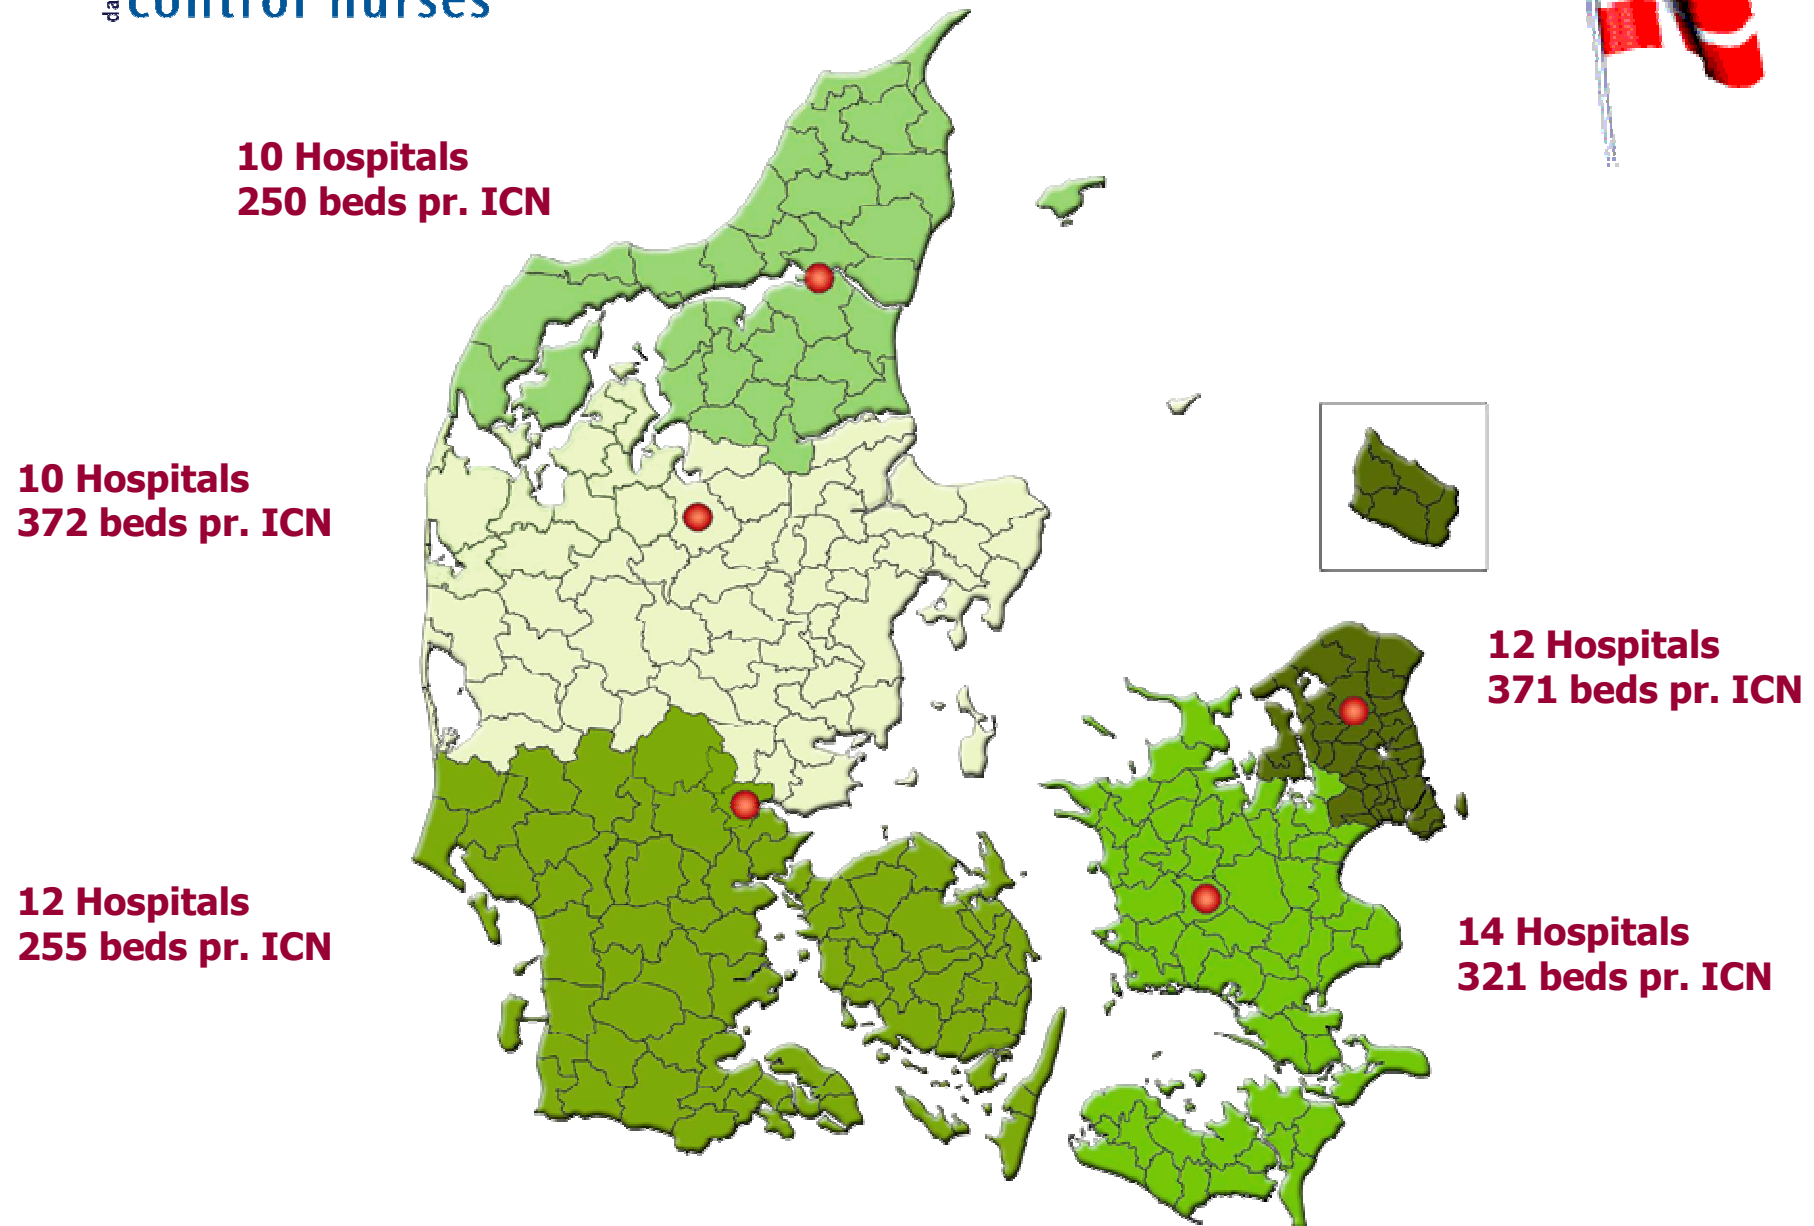 control nurses
10 Hospitals
250 beds pr. ICN
10 Hospitals
372 beds pr. ICN
12 Hospitals
371 beds pr. ICN
12 Hospitals
255 beds pr. ICN
14 Hospitals
321 beds pr. ICN